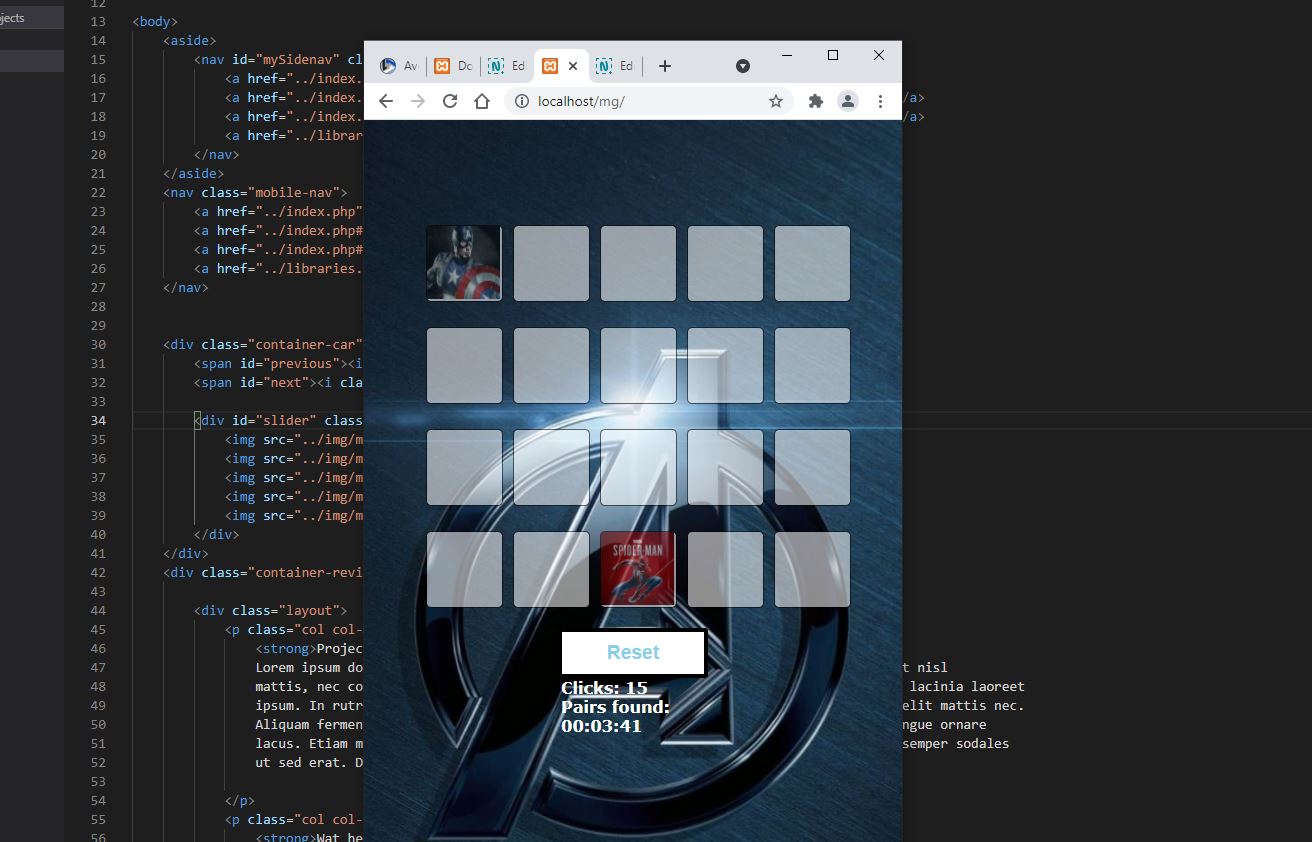 jects
12
13 <body>
14 <aside>
15 <nav id="mySidenav" cl
16 <a href="../index.
17 <a href="../index. /a>
18 <a href="../index. /a>
19 <a href="../librar
20 </nav>
21 </aside>
22 <nav class="mobile-nav">
23 <a href="../index.php"
24 <a href="../index.php#
25 <a href="../index.php#
26 <a href="../libraries.
27 </nav>
28
29
30 <div class="container-car"
31 <span id="previous"><i
32 <span id="next"><i cla
33
34 <div id="slider" class
35 <img src="../img/m
36 <img src="../img/m
37 <img src="../img/m
38 <img src="../img/m
39 <img src="../img/m
40 </div>
41 </div>
42 <div class="container-revi
43
44 <div class="layout">
45 <p class="col col-
46 <strong>Projec
47 Lorem ipsum do t nisl
48 mattis, nec co lacinia laoreet
49 ipsum. In rutr elit mattis nec.
50 Aliquam fermen ngue ornare
51 lacus. Etiam m semper sodales
52 ut sed erat. D
53
54 </p>
55 <p class="col col-
56 <strong>Wat he
Av Do Ed Ed
localhost/mg/
SPIDER-MAN
Reset
Clicks: 15
Pairs found:
00:03:41